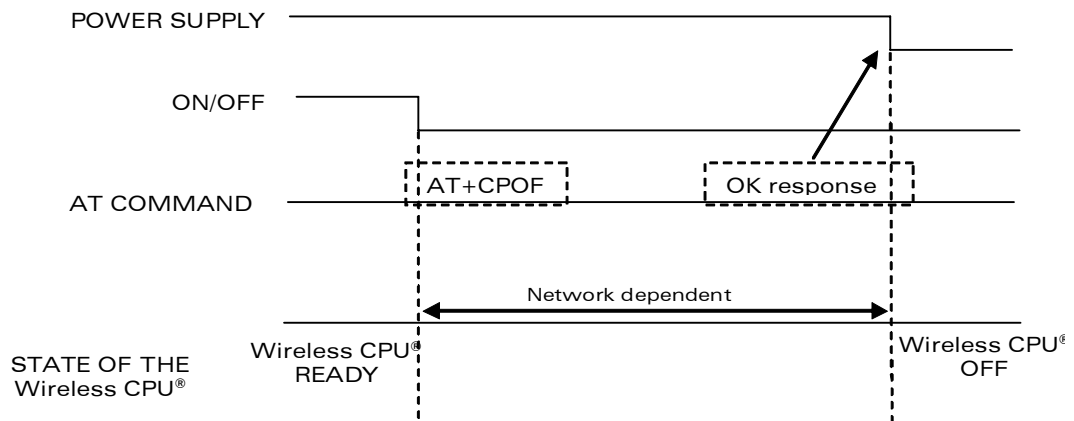 POWER SUPPLY
ON/OFF
AT+CPOF
OK response
AT COMMAND
Network dependent
STATE OF THE
Wireless CPU®
Wireless CPU®
READY
Wireless CPU®
OFF